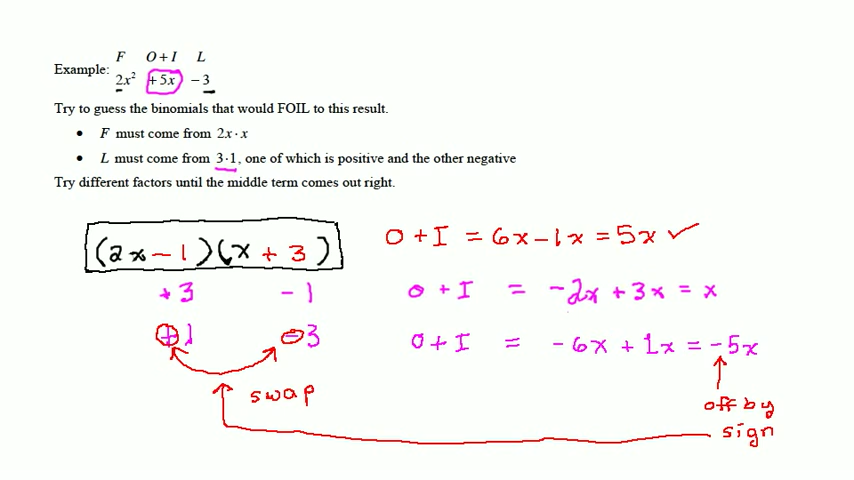 F O+I L
Example: 2x² +5x −3
Try to guess the binomials that would FOIL to this result.
• F must come from 2x·x
• L must come from 3·1, one of which is positive and the other negative
Try different factors until the middle term comes out right.
(2x − 1)(x + 3) O + I = 6x − 1x = 5x ✓
+3 −1 O + I = −2x + 3x = x
+1 −3 O + I = −6x + 1x = −5x
swap
off by
sign